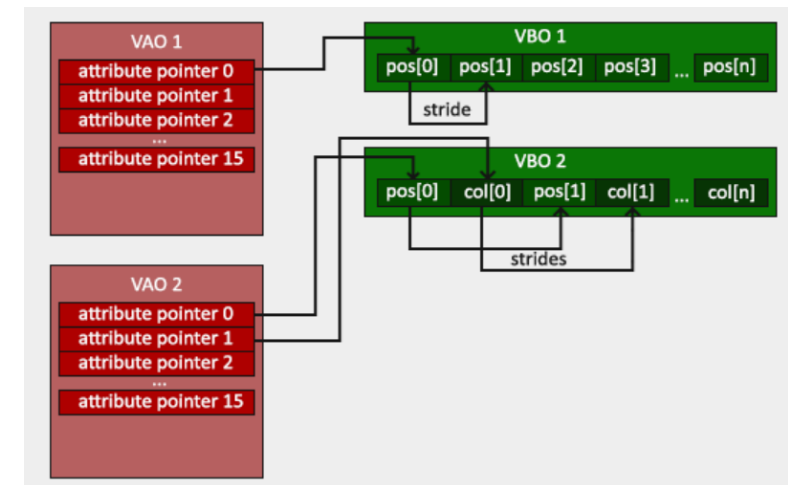 VAO 1
attribute pointer 0
attribute pointer 1
attribute pointer 2
...
attribute pointer 15
VBO 1
pos[0] pos[1] pos[2] pos[3] ... pos[n]
stride
VBO 2
pos[0] col[0] pos[1] col[1] ... col[n]
strides
VAO 2
attribute pointer 0
attribute pointer 1
attribute pointer 2
...
attribute pointer 15